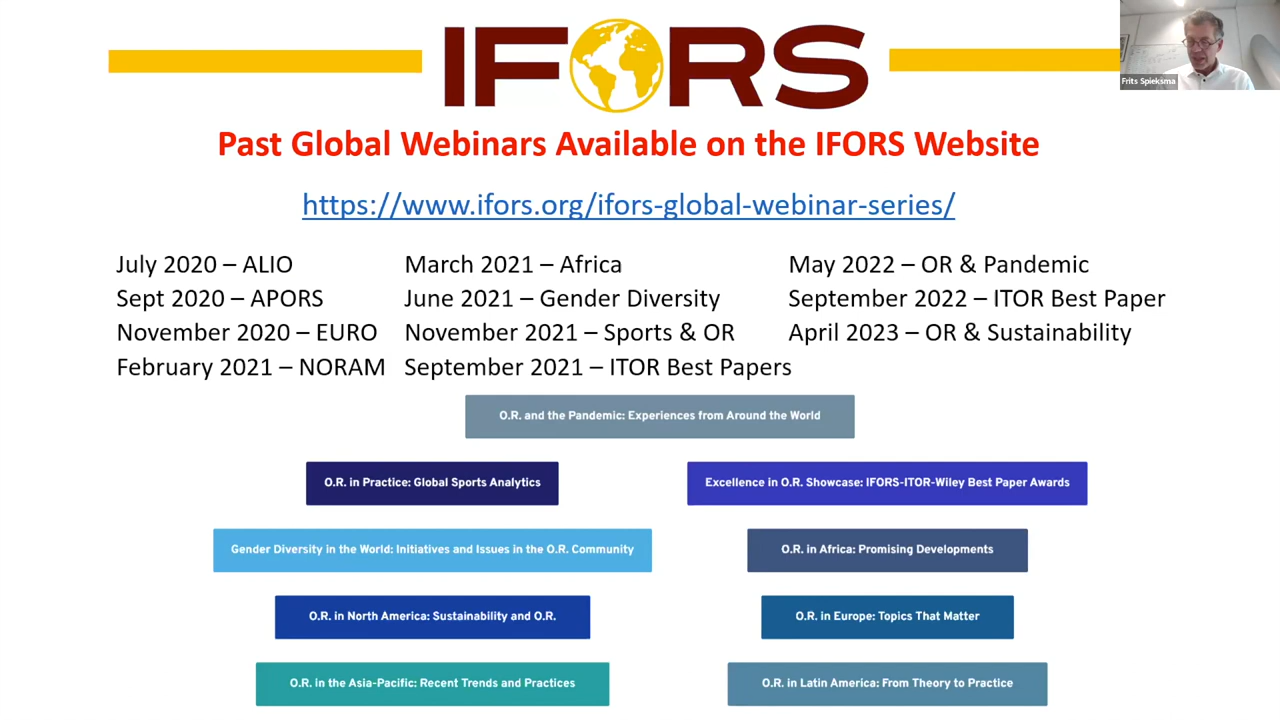 IFORS
Frits Spieksma
Past Global Webinars Available on the IFORS Website
https://www.ifors.org/ifors-global-webinar-series/
July 2020 – ALIO
Sept 2020 – APORS
November 2020 – EURO
February 2021 – NORAM
March 2021 – Africa
June 2021 – Gender Diversity
November 2021 – Sports & OR
September 2021 – ITOR Best Papers
May 2022 – OR & Pandemic
September 2022 – ITOR Best Paper
April 2023 – OR & Sustainability
O.R. and the Pandemic: Experiences from Around the World
O.R. in Practice: Global Sports Analytics
Excellence in O.R. Showcase: IFORS-ITOR-Wiley Best Paper Awards
Gender Diversity in the World: Initiatives and Issues in the O.R. Community
O.R. in Africa: Promising Developments
O.R. in North America: Sustainability and O.R.
O.R. in Europe: Topics That Matter
O.R. in the Asia-Pacific: Recent Trends and Practices
O.R. in Latin America: From Theory to Practice